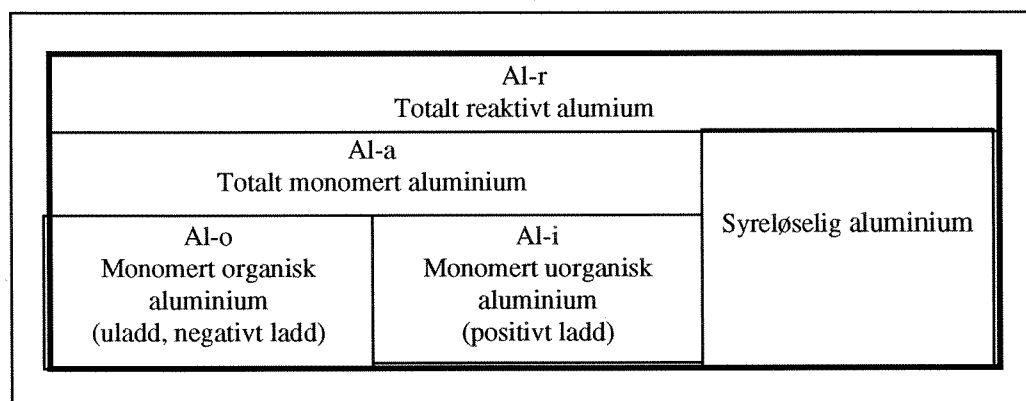 Al-r
Totalt reaktivt alumium
Al-a
Totalt monomert aluminium
Syreløselig aluminium
Al-o
Monomert organisk
aluminium
(uladd, negativt ladd)
Al-i
Monomert uorganisk
aluminium
(positivt ladd)